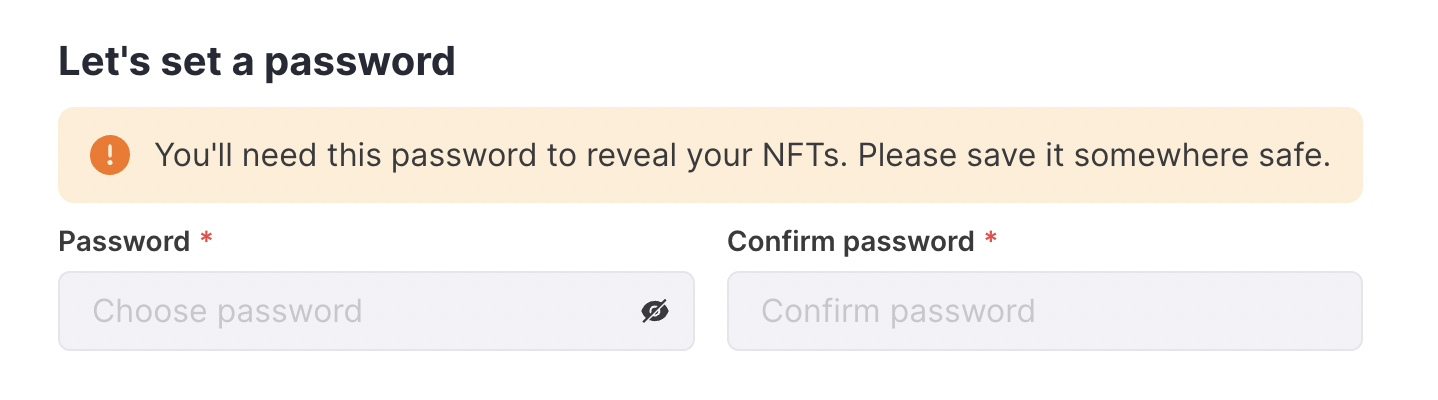 Let's set a password
You'll need this password to reveal your NFTs. Please save it somewhere safe.
Password *
Confirm password *
Choose password
Confirm password